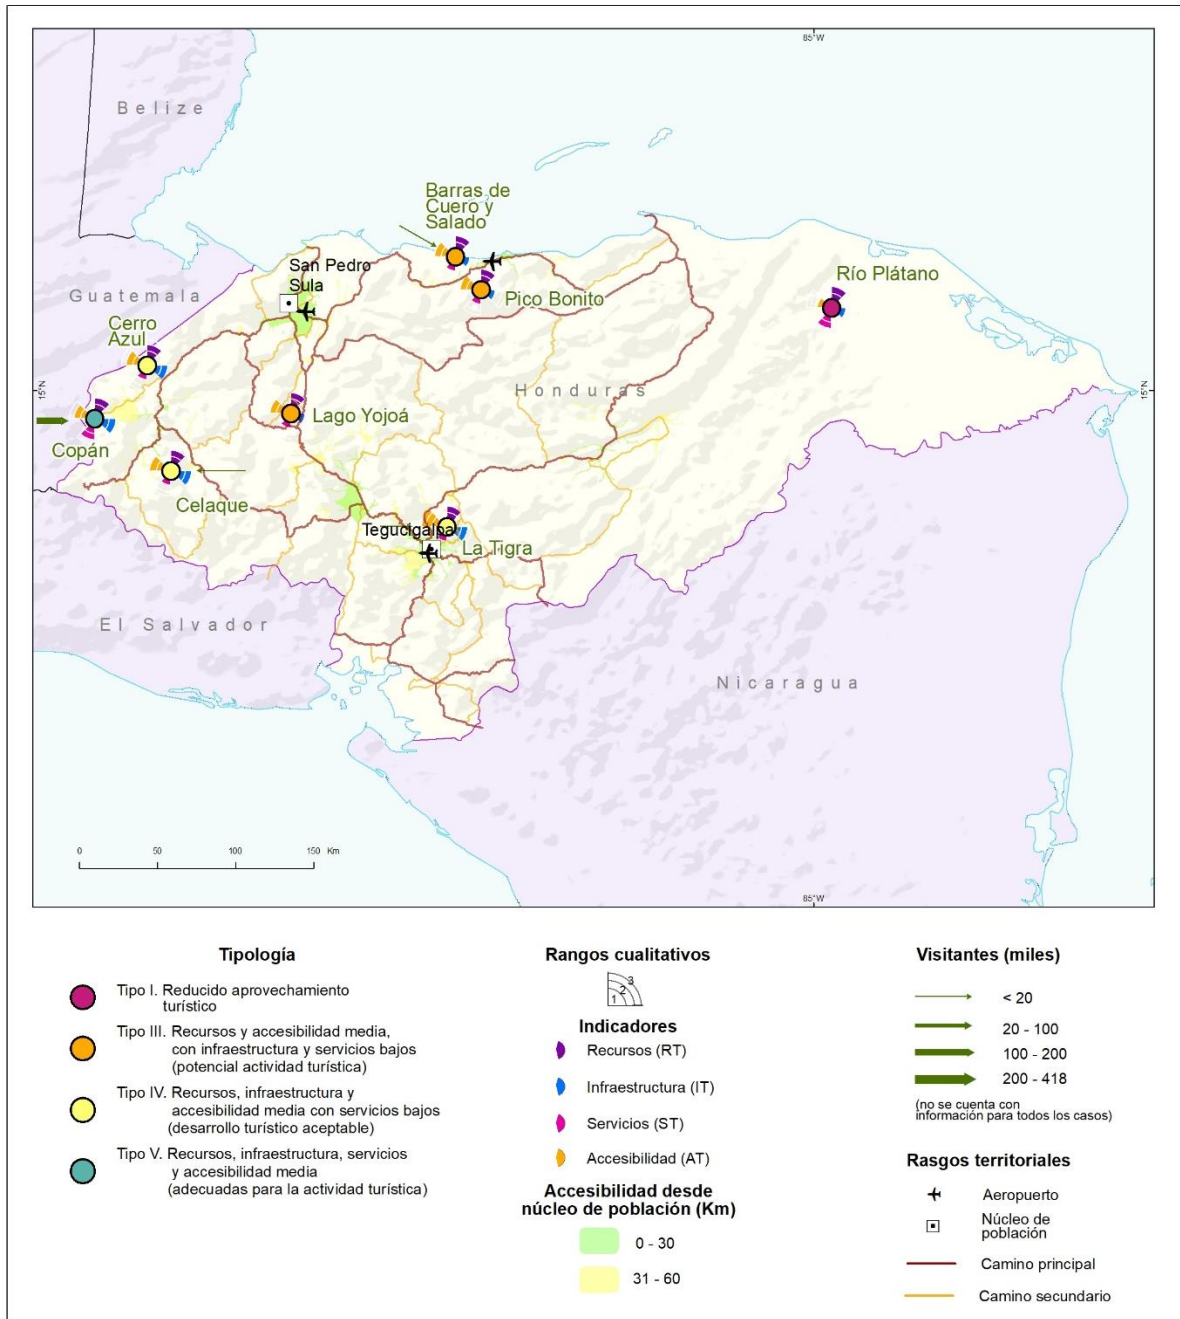 85°W
Belize
Barras de
Cuero y
Salado
San Pedro
Sula
Río Plátano
Guatemala
Pico Bonito
Cerro
Azul
15°N
Honduras
15°N
Lago Yojoá
Copán
Celaque
Tegucigalpa
La Tigra
El Salvador
Nicaragua
0 50 100 150 Km
85°W
Tipología
Tipo I. Reducido aprovechamiento
turístico
Tipo III. Recursos y accesibilidad media,
con infraestructura y servicios bajos
(potencial actividad turística)
Tipo IV. Recursos, infraestructura y
accesibilidad media con servicios bajos
(desarrollo turístico aceptable)
Tipo V. Recursos, infraestructura, servicios
y accesibilidad media
(adecuadas para la actividad turística)
Rangos cualitativos
1 2 3
Indicadores
Recursos (RT)
Infraestructura (IT)
Servicios (ST)
Accesibilidad (AT)
Accesibilidad desde
núcleo de población (Km)
0 - 30
31 - 60
Visitantes (miles)
< 20
20 - 100
100 - 200
200 - 418
(no se cuenta con
información para todos los casos)
Rasgos territoriales
Aeropuerto
Núcleo de
población
Camino principal
Camino secundario